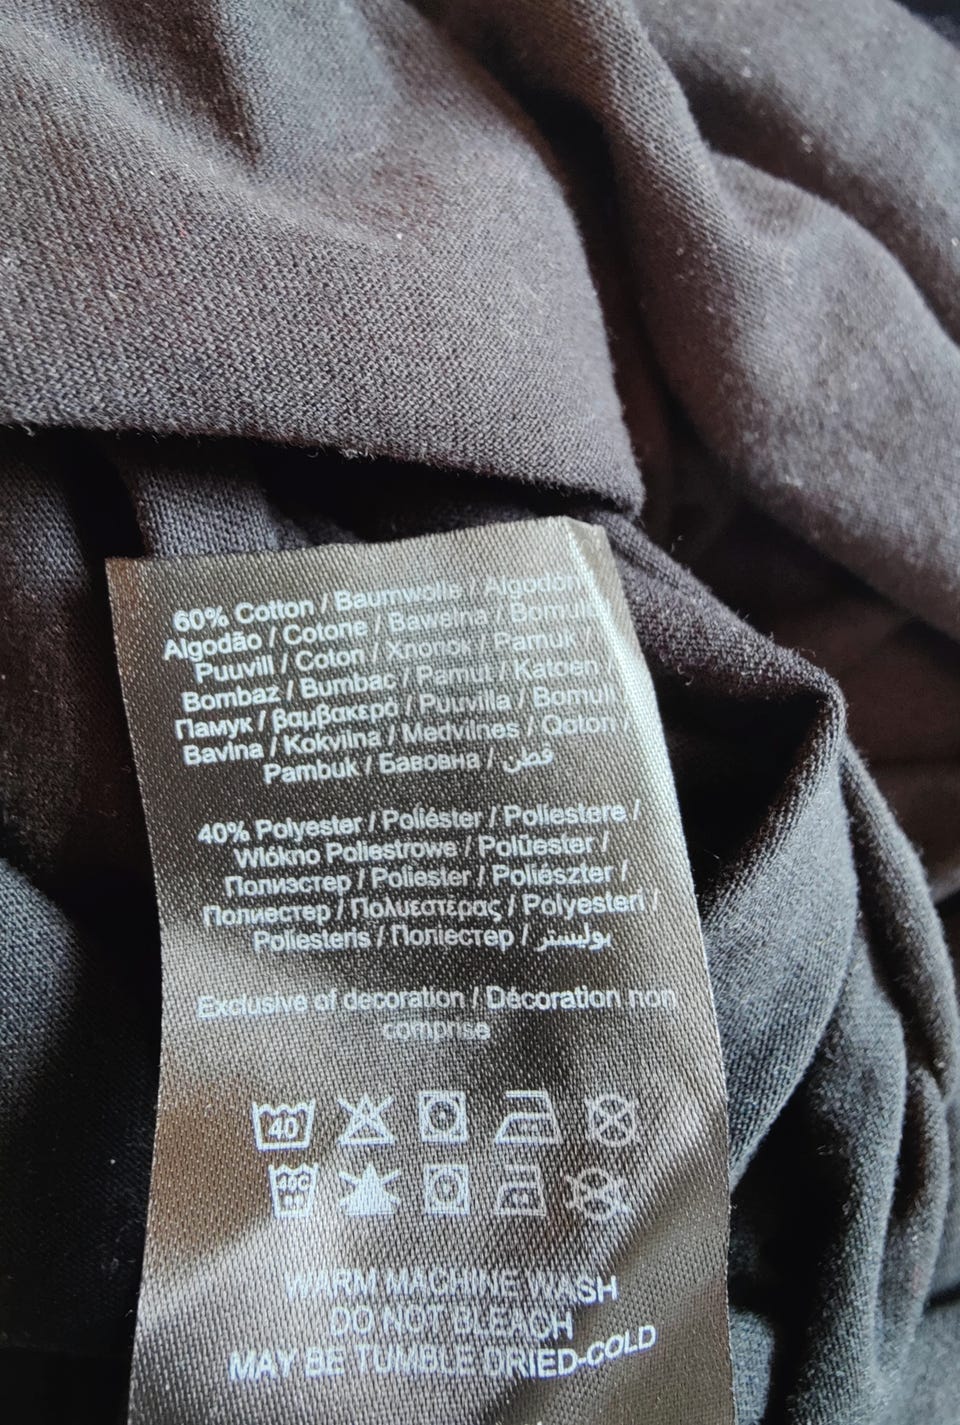 60% Cotton / Baumwolle / Algodón /
Algodão / Cotone / Bawełna / Bomuld /
Puuvill / Coton / Хлопок / Pamuk /
Bombaz / Bumbac / Pamut / Katoen /
Памук / βαμβακερό / Puuvilla / Bomull /
Bavlna / Kokvilna / Medvilnes / Qoton /
Pambuk / Бавовна / قطن
40% Polyester / Poliéster / Poliestere /
Włókno Poliestrowe / Polüester /
Полиэстер / Poliester / Poliészter /
Полиестер / Πολυεστερας / Polyesteri /
Poliesteris / Поліестер / بوليستر
Exclusive of decoration / Décoration non
comprise
40
40C
WARM MACHINE WASH
DO NOT BLEACH
MAY BE TUMBLE DRIED-COLD